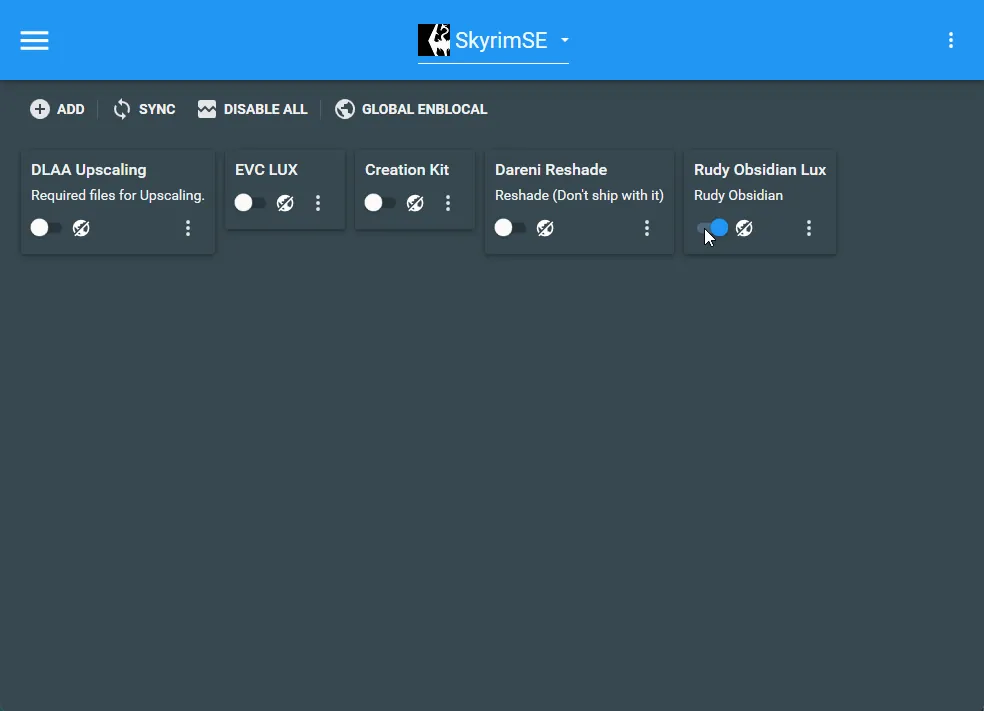 SkyrimSE
ADD
SYNC
DISABLE ALL
GLOBAL ENBLOCAL
DLAA Upscaling
Required files for Upscaling.
EVC LUX
Creation Kit
Dareni Reshade
Reshade (Don't ship with it)
Rudy Obsidian Lux
Rudy Obsidian